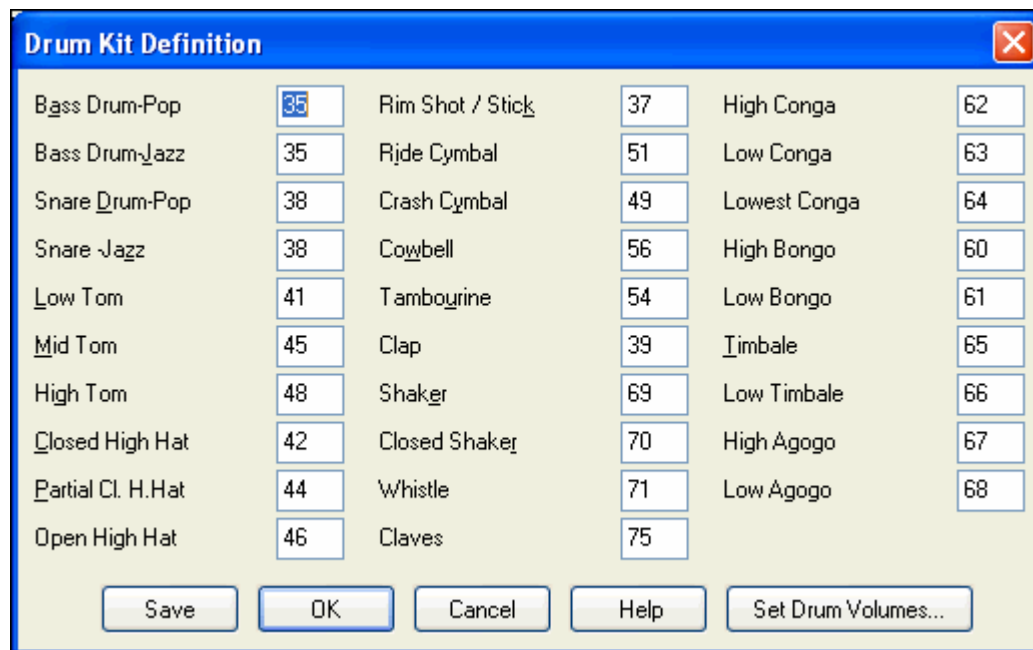 Drum Kit Definition
Bass Drum-Pop 35 Rim Shot / Stick 37 High Conga 62
Bass Drum-Jazz 35 Ride Cymbal 51 Low Conga 63
Snare Drum-Pop 38 Crash Cymbal 49 Lowest Conga 64
Snare -Jazz 38 Cowbell 56 High Bongo 60
Low Tom 41 Tambourine 54 Low Bongo 61
Mid Tom 45 Clap 39 Timbale 65
High Tom 48 Shaker 69 Low Timbale 66
Closed High Hat 42 Closed Shaker 70 High Agogo 67
Partial Cl. H.Hat 44 Whistle 71 Low Agogo 68
Open High Hat 46 Claves 75
Save OK Cancel Help Set Drum Volumes...